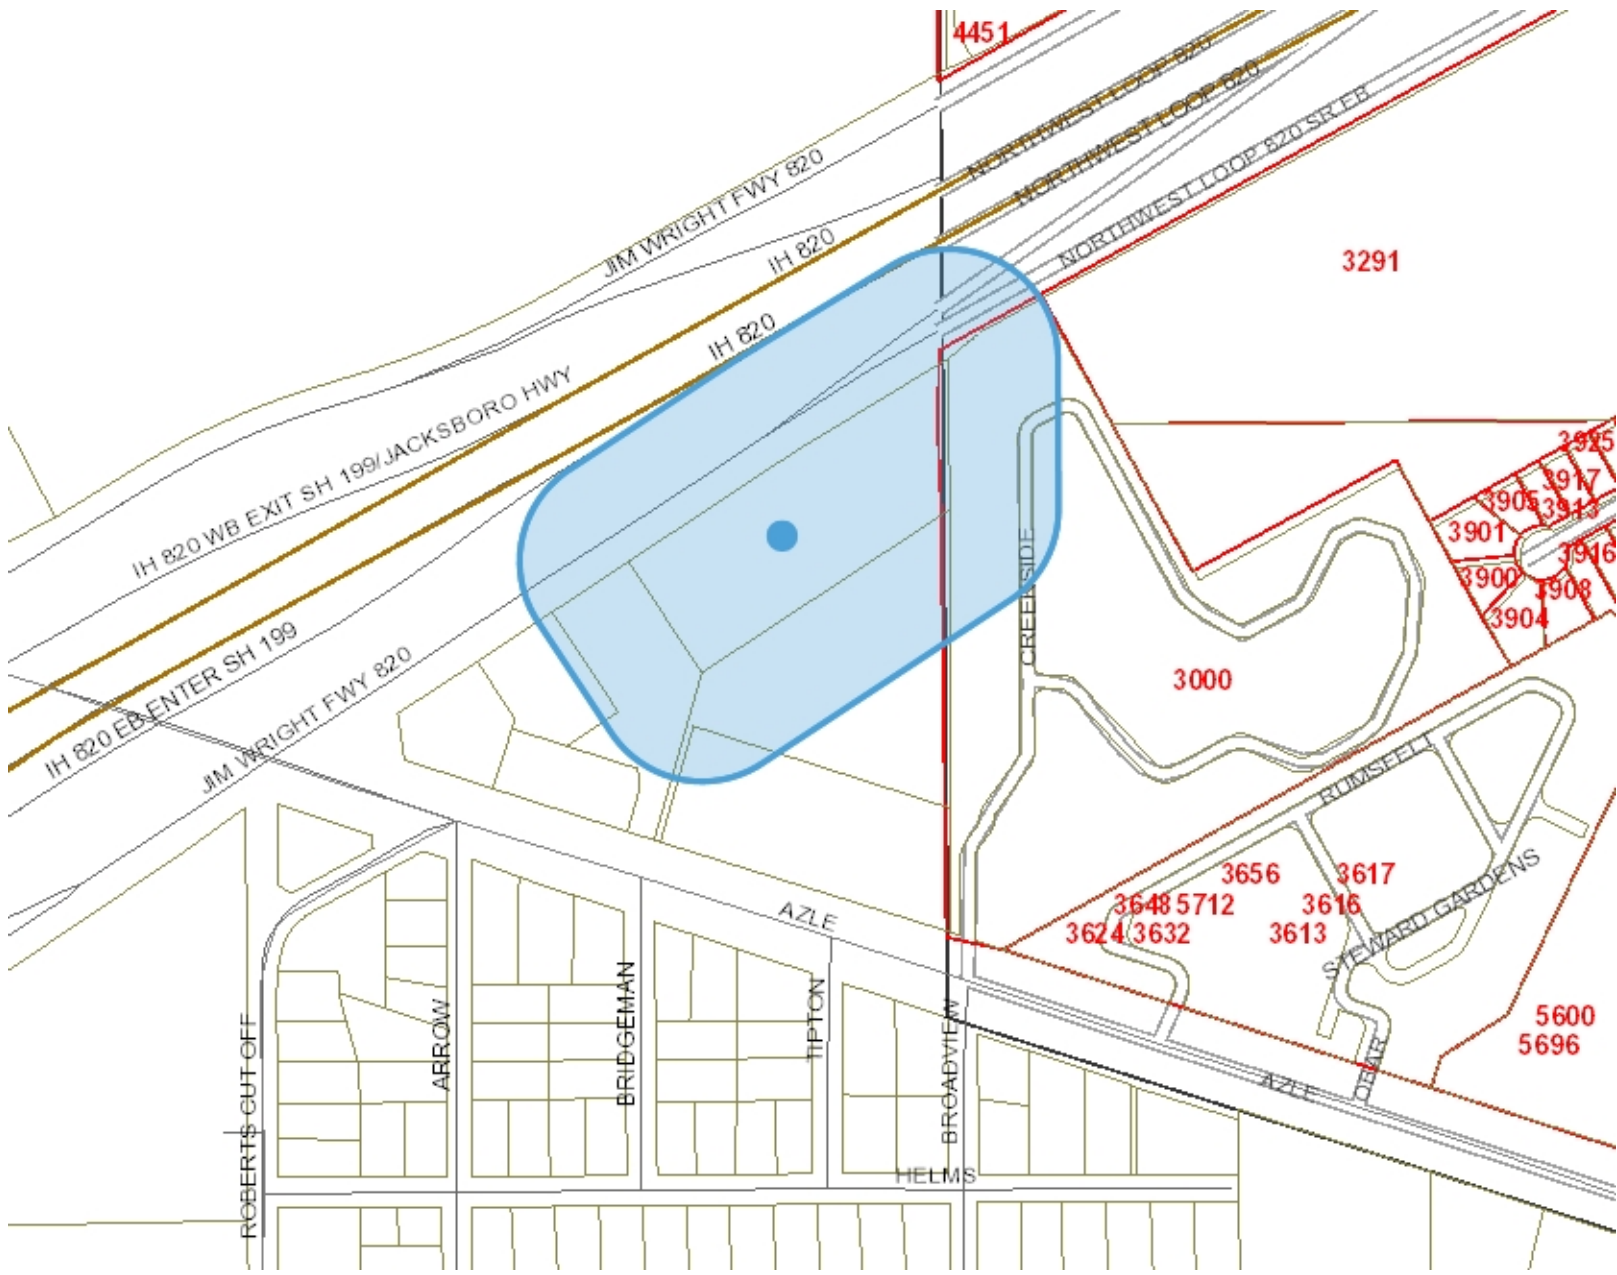 4451
NORTHWEST LOOP 820
NORTHWEST LOOP 820
NORTHWEST LOOP 820 SR EB
JIM WRIGHT FWY 820
IH 820
IH 820
3291
IH 820 WB EXIT SH 199/JACKSBORO HWY
3925
3917
3905
3913
3901
3916
3900
3908
3904
CREEKSIDE
IH 820 EB ENTER SH 199
JIM WRIGHT FWY 820
3000
RUMSFELT
3656
3617
3648
5712
3616
3624
3632
3613
STEWARD GARDENS
AZLE
5600
5696
ROBERTS CUT OFF
ARROW
BRIDGEMAN
TIPTON
BROADVIEW
AZLE
OBAR
HELMS